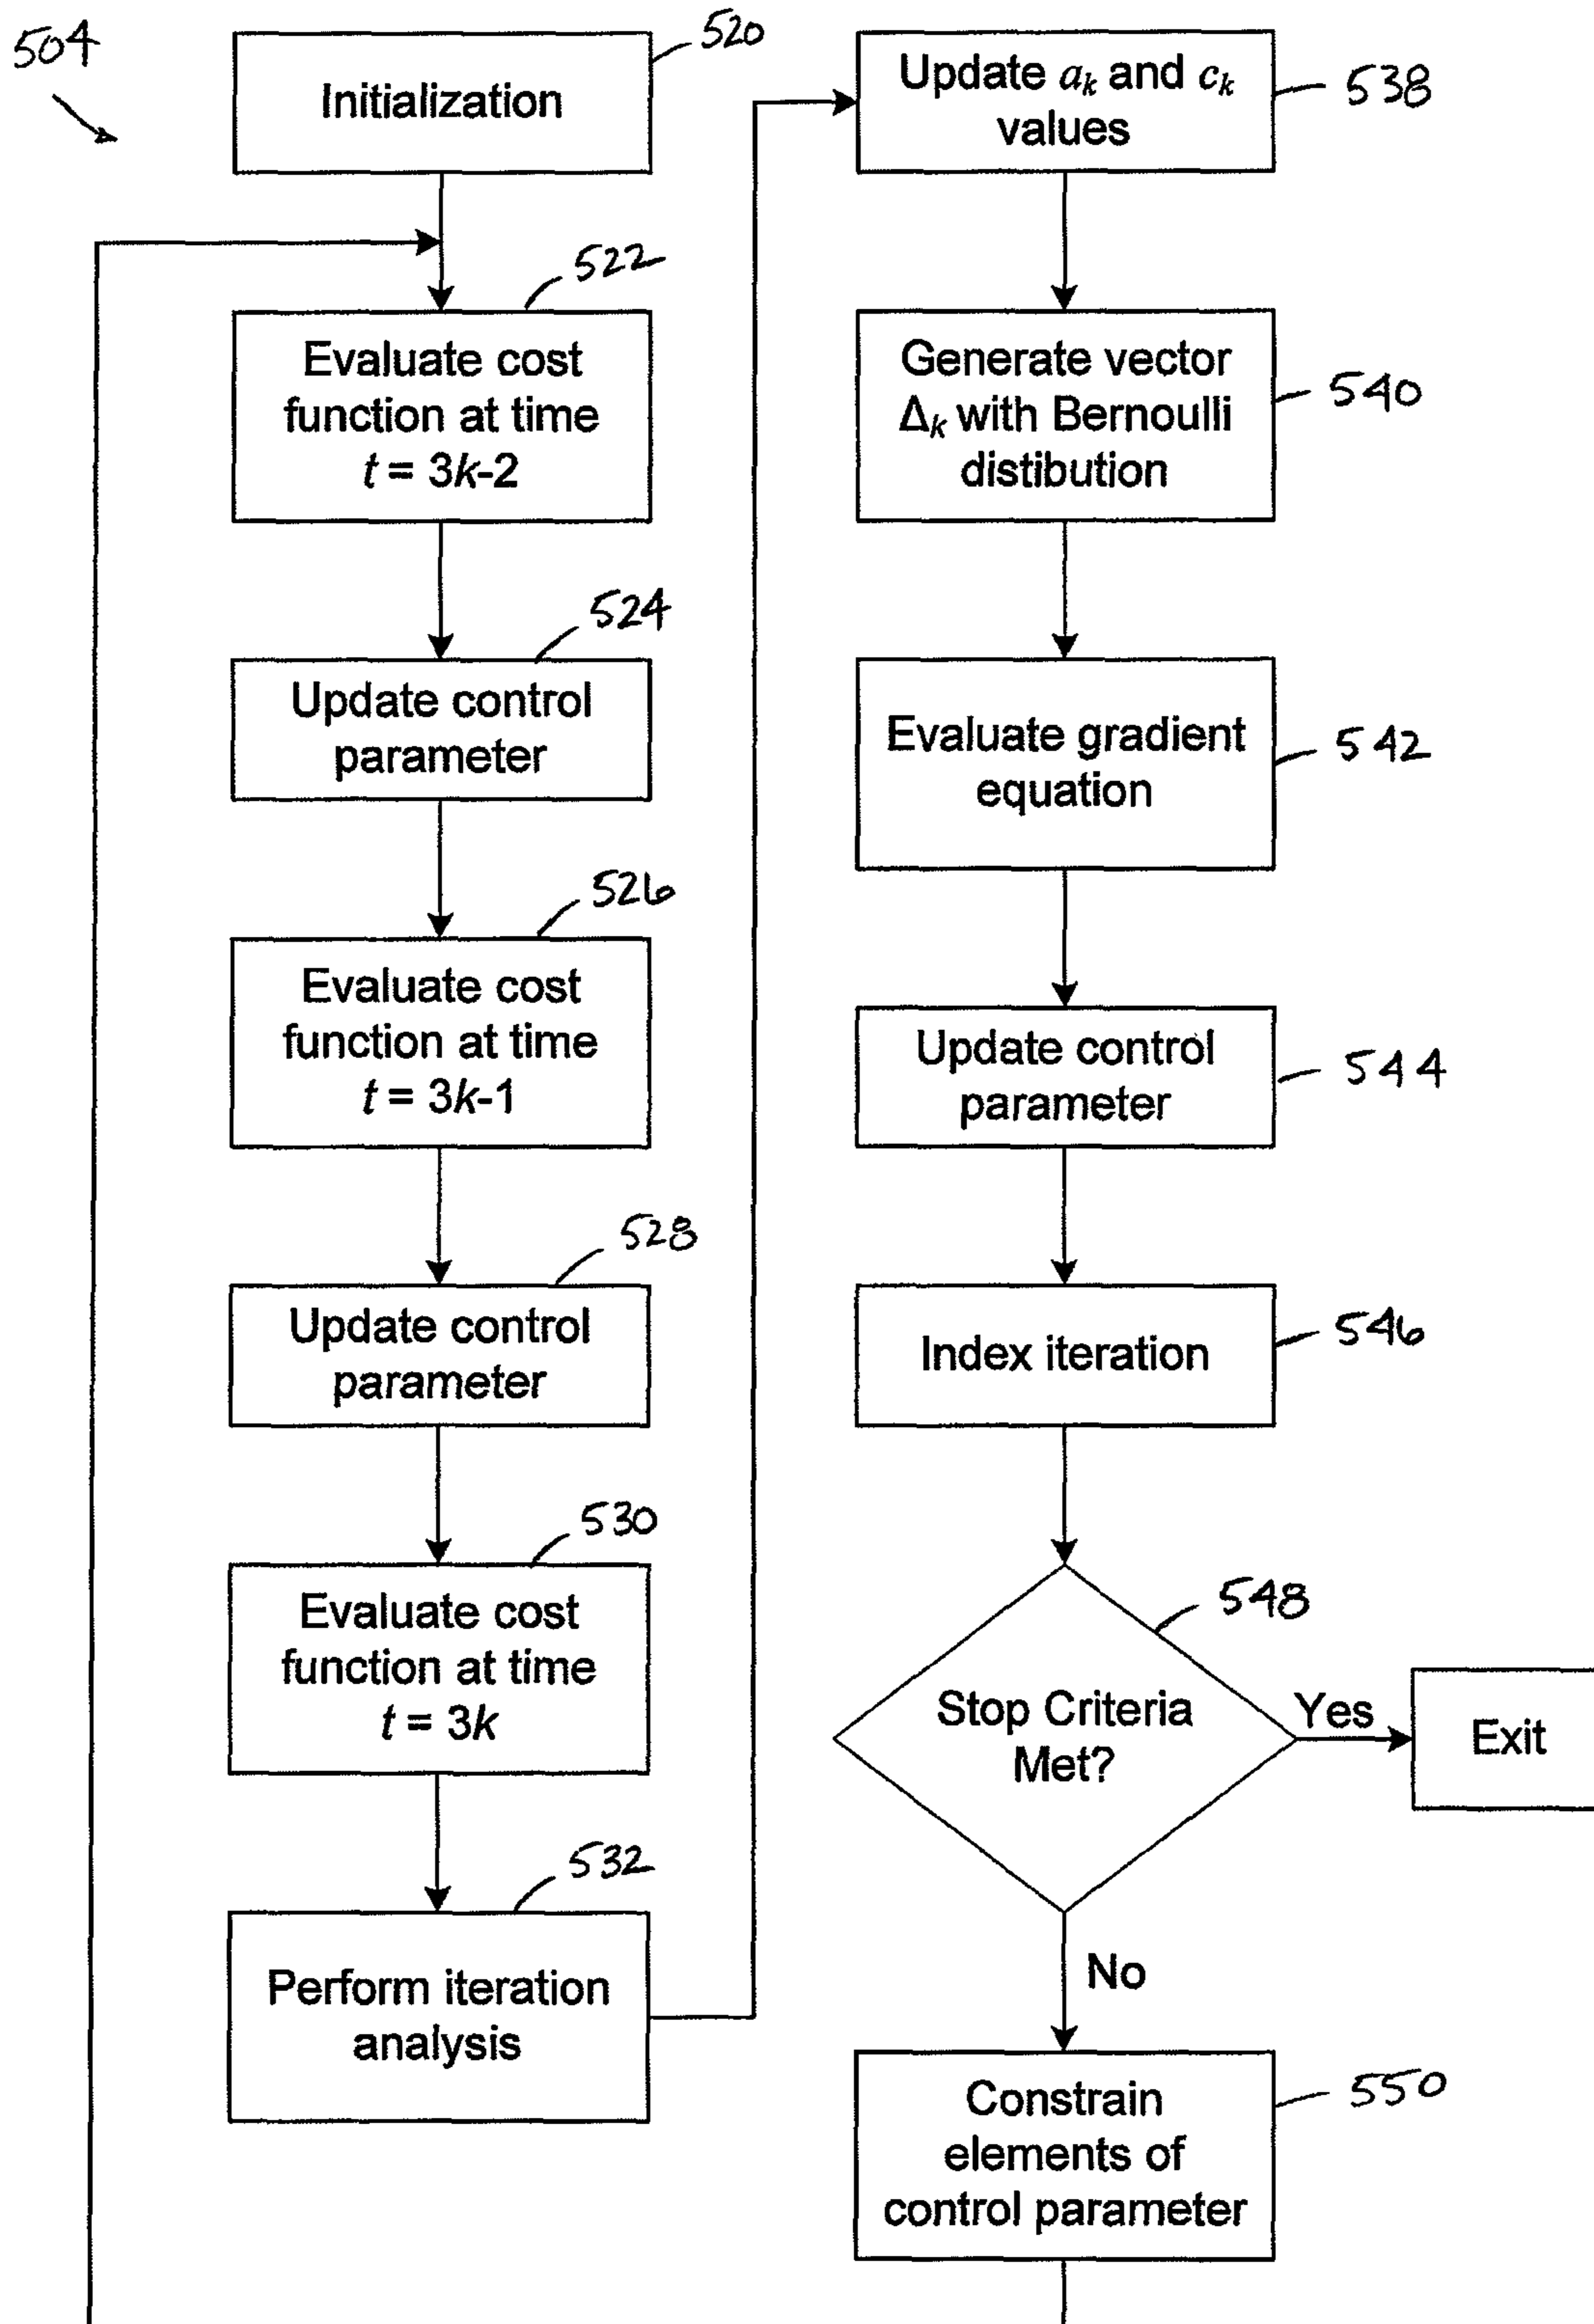 504
520
Initialization
522
Evaluate cost
function at time
t = 3k-2
524
Update control
parameter
526
Evaluate cost
function at time
t = 3k-1
528
Update control
parameter
530
Evaluate cost
function at time
t = 3k
532
Perform iteration
analysis
Update aₖ and cₖ
values
538
Generate vector
Δₖ with Bernoulli
distibution
540
Evaluate gradient
equation
542
Update control
parameter
544
Index iteration
546
548
Stop Criteria
Met?
Yes
Exit
No
Constrain
elements of
control parameter
550